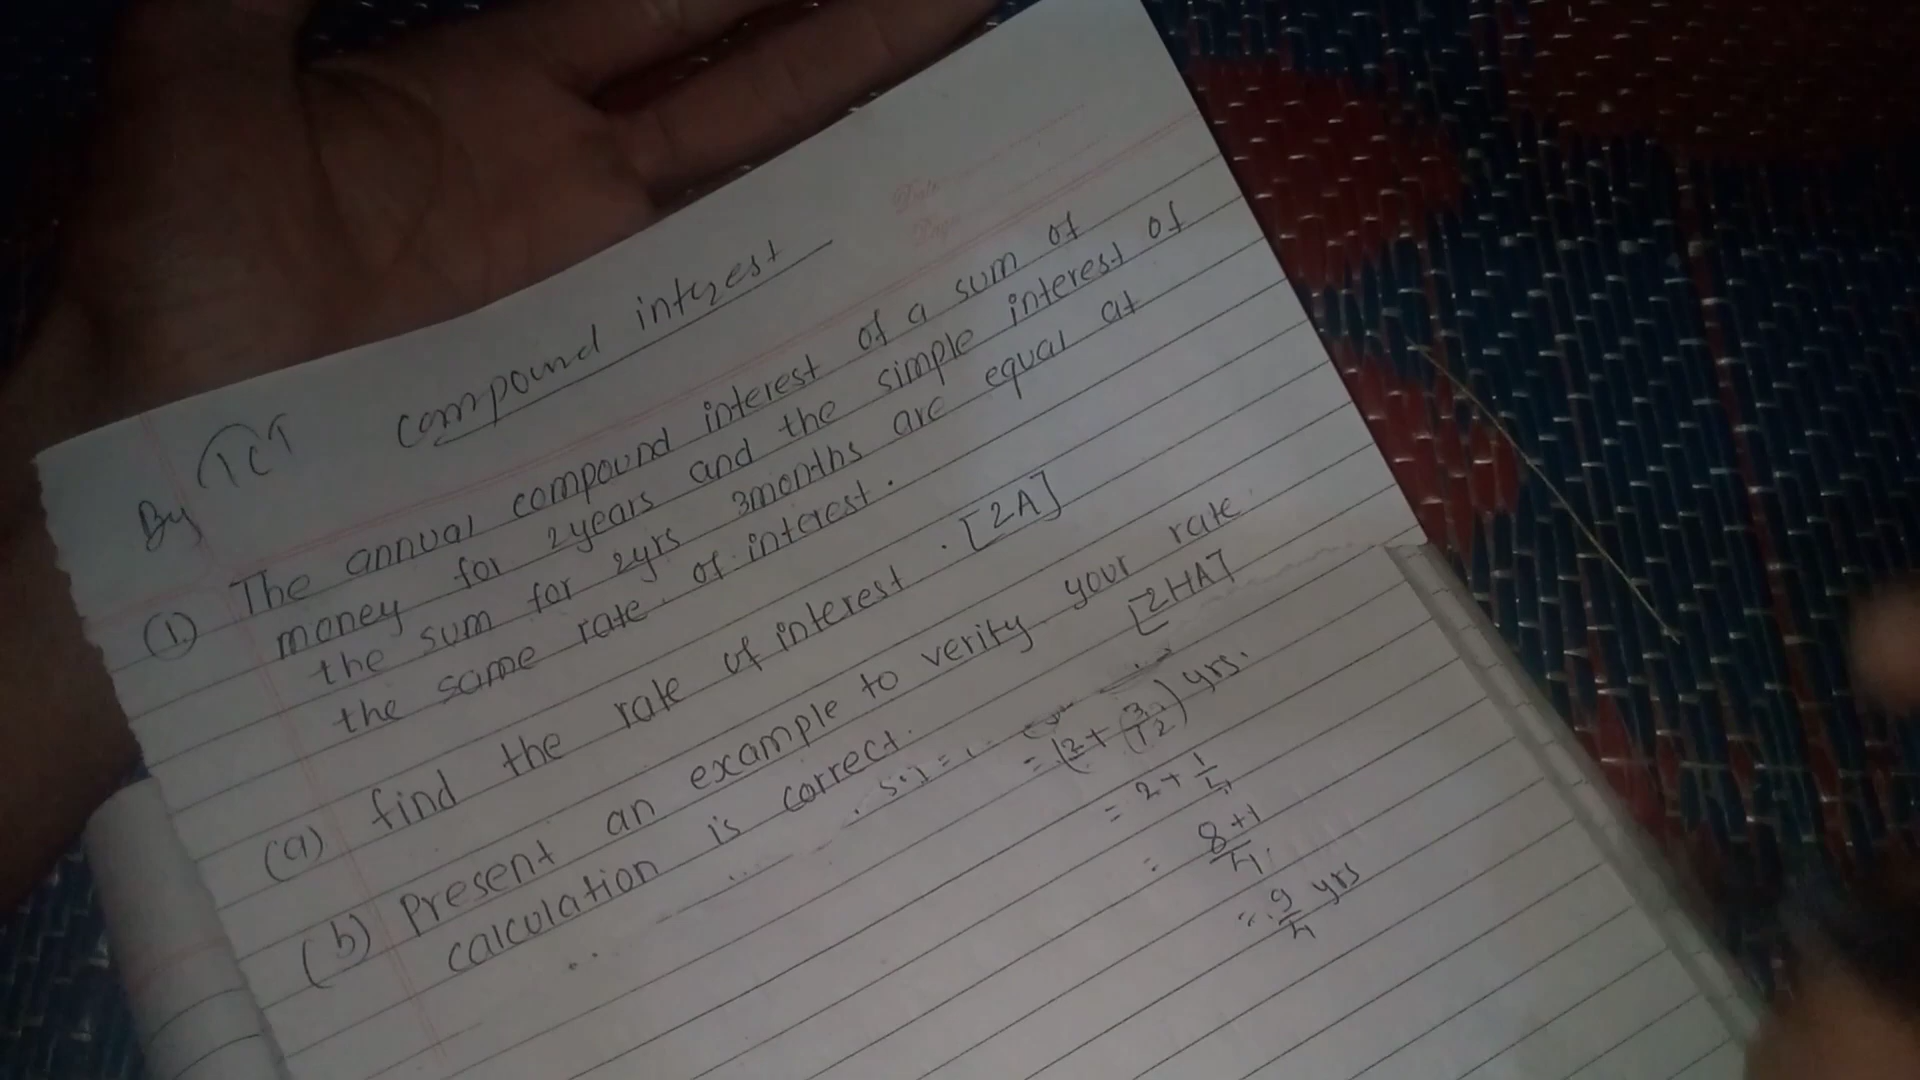 compound interest
By
(1) The annual compound interest of a sum of
money for 2years and the simple interest of
the sum for 2yrs 3months are equal at
the same rate of interest.
(a) find the rate of interest. [2A]
(b) Present an example to verity your rate
calculation is correct. [2HA]
= (2+(3/12) yrs.
= 2+1/4
= 8+1/4
= 9/4 yrs